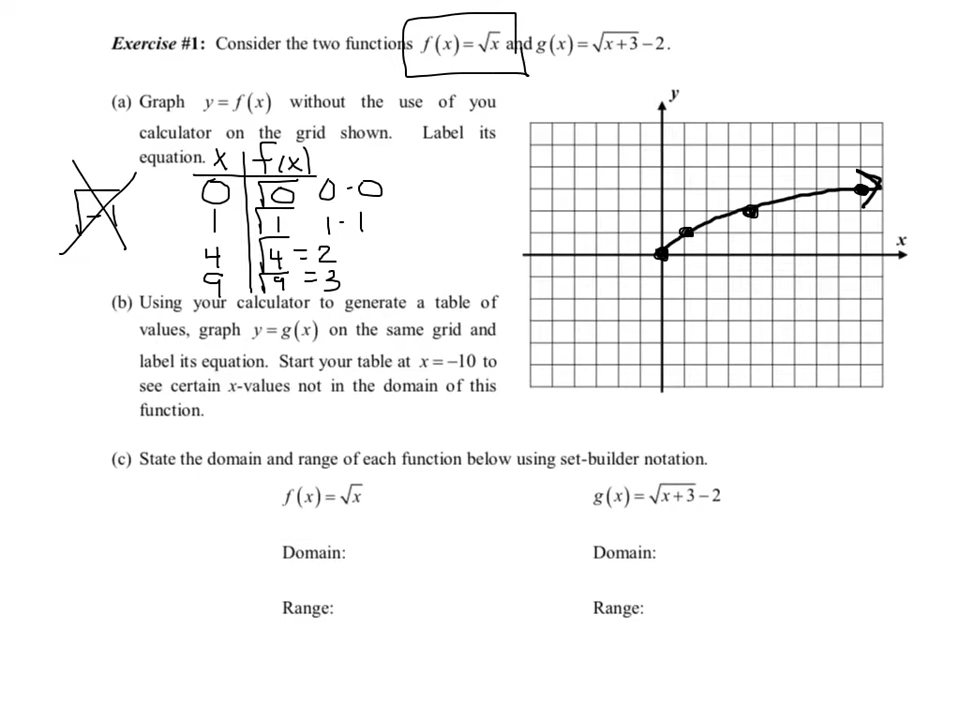 Exercise #1: Consider the two functions f(x)=√x and g(x)=√(x+3)−2.
(a) Graph y=f(x) without the use of you
calculator on the grid shown. Label its
equation.
x f(x)
0 √0 0·0
1 √1 1·1
4 √4 = 2
9 √9 = 3
√-1
y
x
(b) Using your calculator to generate a table of
values, graph y=g(x) on the same grid and
label its equation. Start your table at x=−10 to
see certain x-values not in the domain of this
function.
(c) State the domain and range of each function below using set-builder notation.
f(x)=√x g(x)=√(x+3)−2
Domain: Domain:
Range: Range: